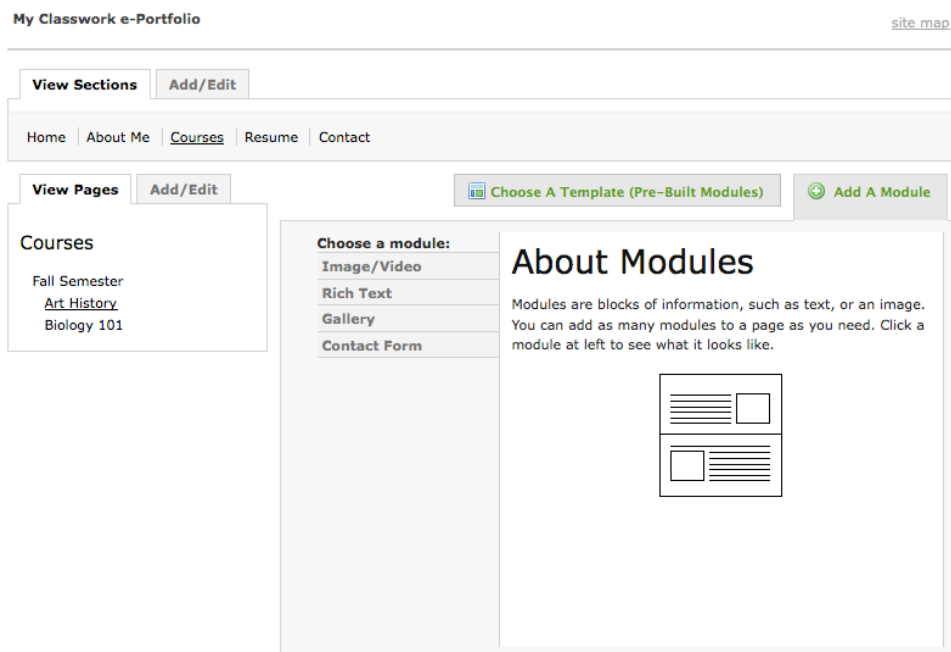 My Classwork e-Portfolio
site map
View Sections
Add/Edit
Home
About Me
Courses
Resume
Contact
View Pages
Add/Edit
Choose A Template (Pre-Built Modules)
Add A Module
Courses
Fall Semester
Art History
Biology 101
Choose a module:
Image/Video
Rich Text
Gallery
Contact Form
About Modules
Modules are blocks of information, such as text, or an image.
You can add as many modules to a page as you need. Click a
module at left to see what it looks like.